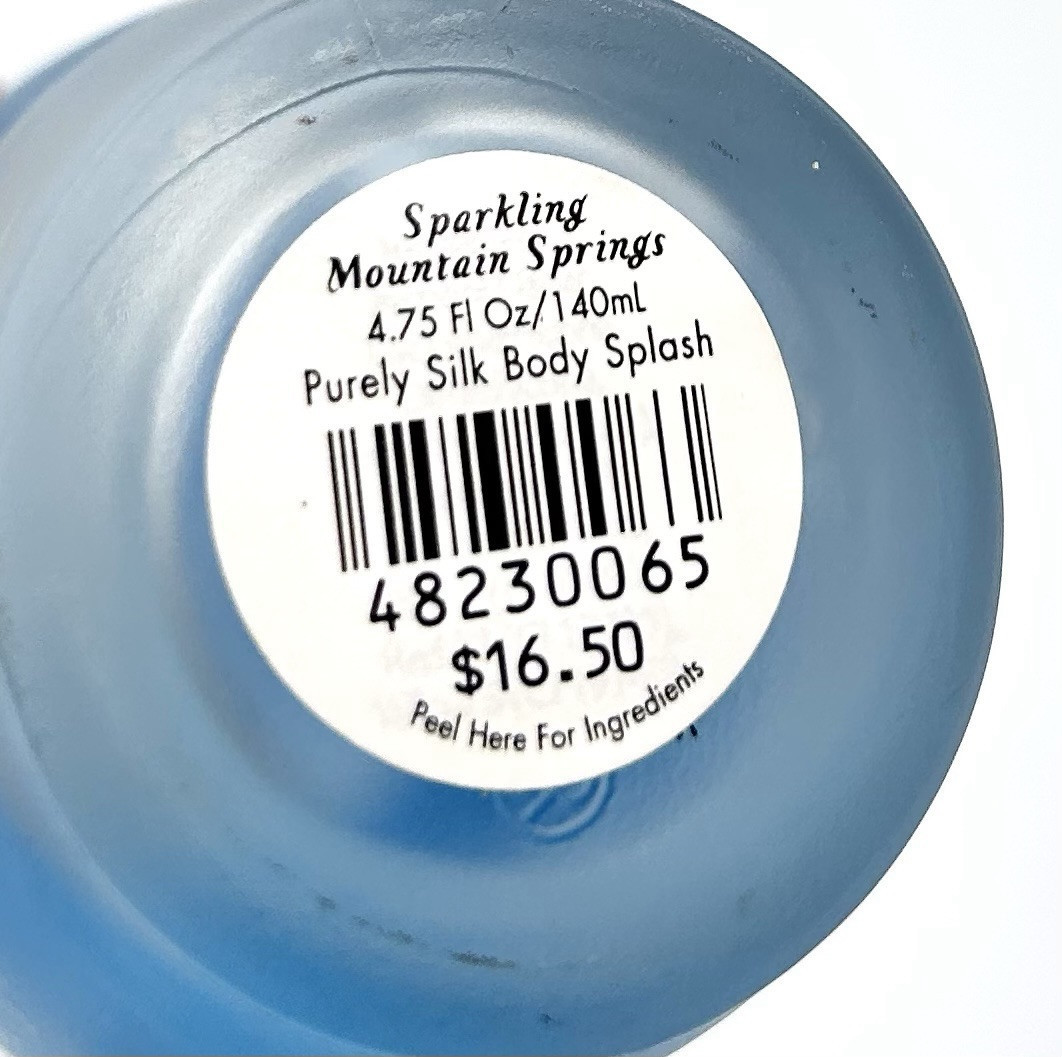 Sparkling
Mountain Springs
4.75 Fl Oz/140mL
Purely Silk Body Splash
48230065
$16.50
Peel Here For Ingredients